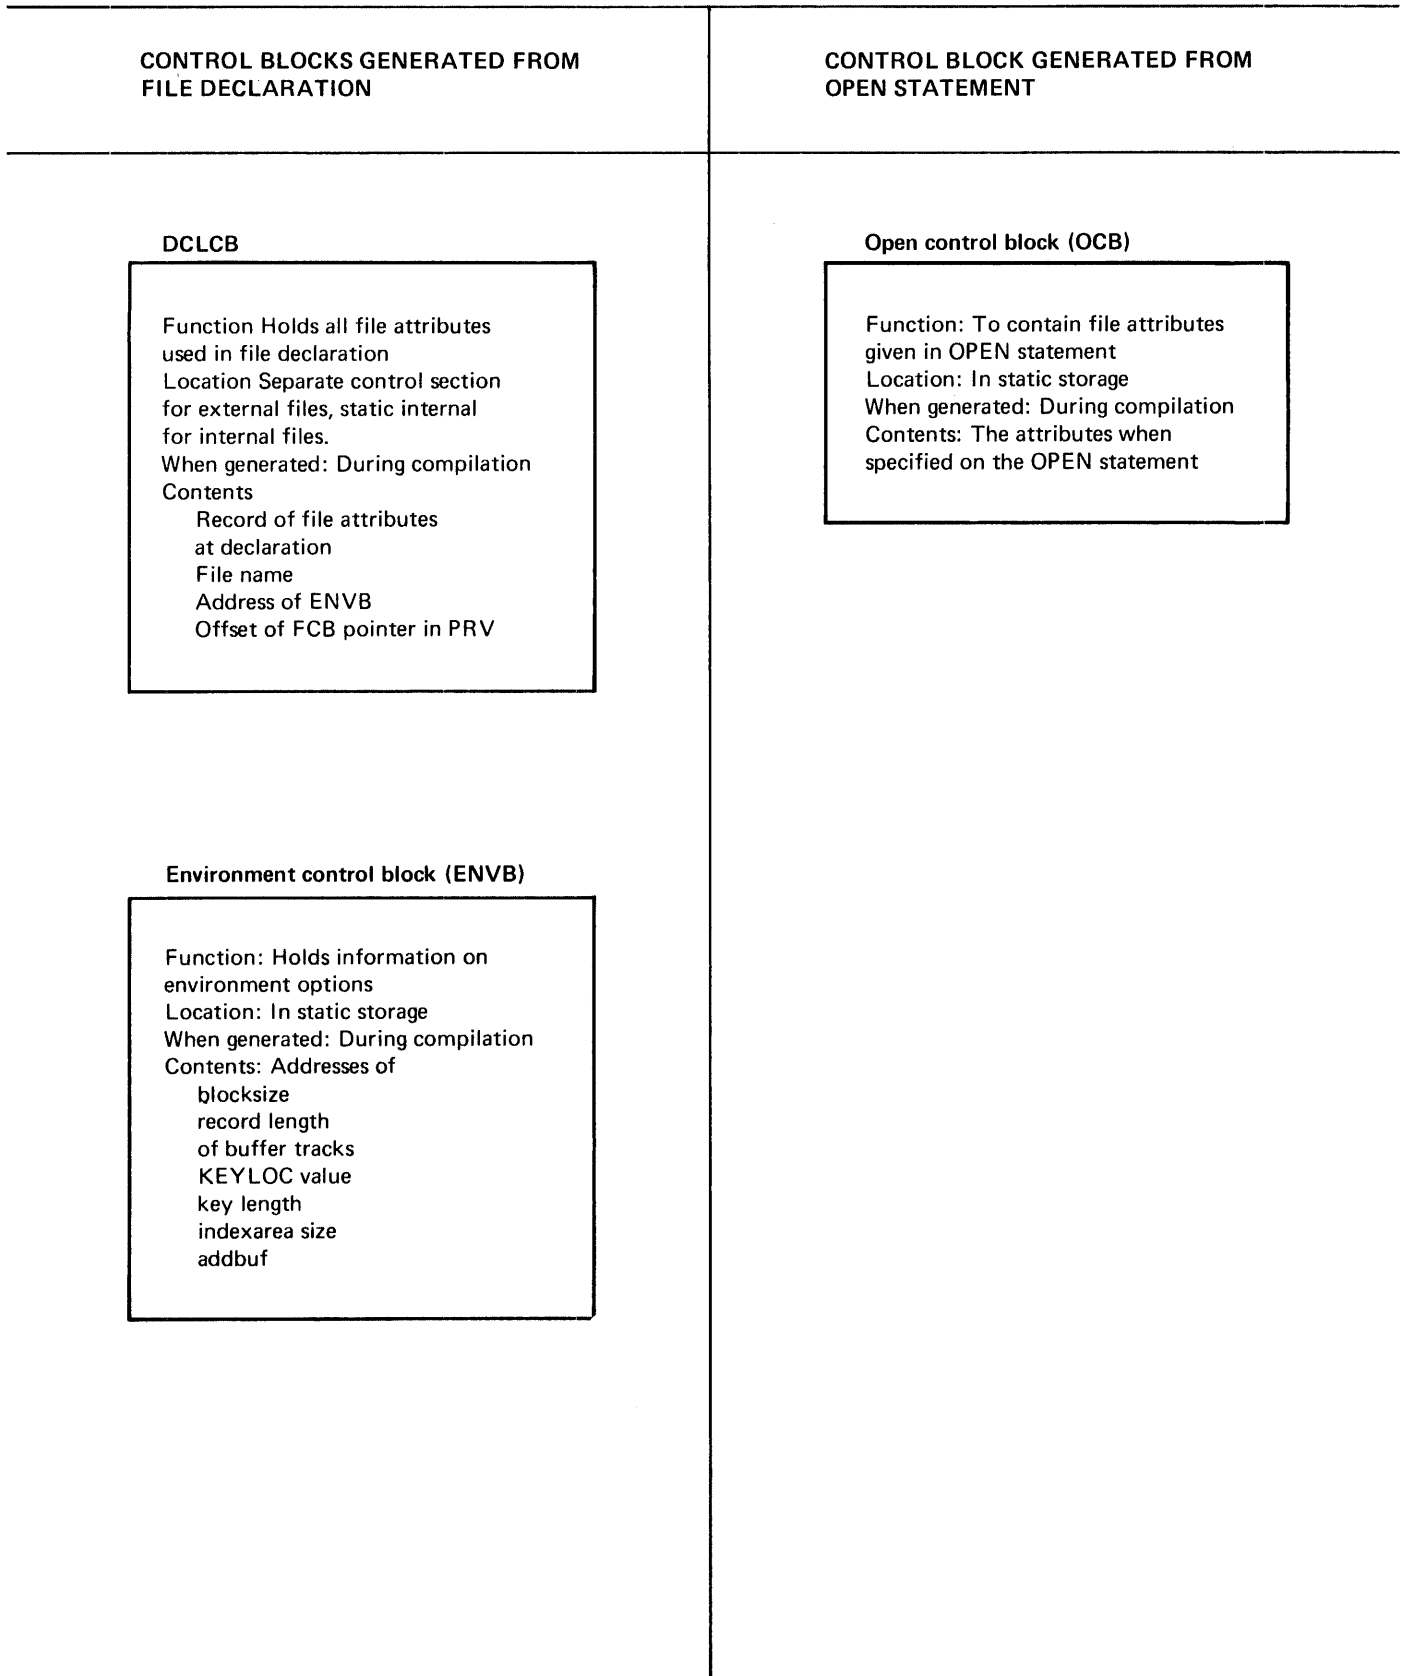 CONTROL BLOCKS GENERATED FROM
FILE DECLARATION
CONTROL BLOCK GENERATED FROM
OPEN STATEMENT
DCLCB
Function Holds all file attributes
used in file declaration
Location Separate control section
for external files, static internal
for internal files.
When generated: During compilation
Contents
Record of file attributes
at declaration
File name
Address of ENVB
Offset of FCB pointer in PRV
Environment control block (ENVB)
Function: Holds information on
environment options
Location: In static storage
When generated: During compilation
Contents: Addresses of
blocksize
record length
of buffer tracks
KEYLOC value
key length
indexarea size
addbuf
Open control block (OCB)
Function: To contain file attributes
given in OPEN statement
Location: In static storage
When generated: During compilation
Contents: The attributes when
specified on the OPEN statement